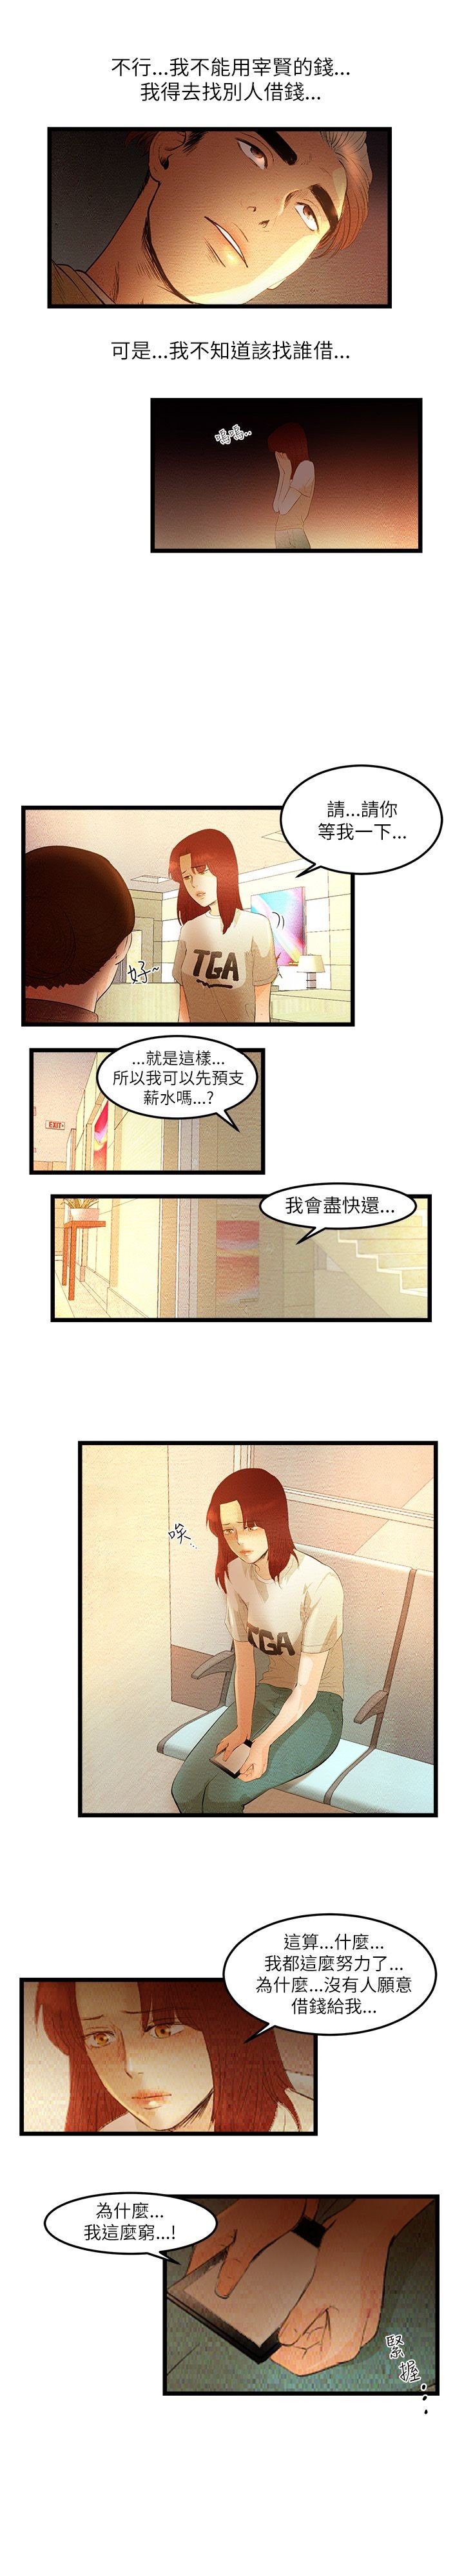 不行...我不能用宰賢的錢...
我得去找別人借錢...
可是...我不知道該找誰借...
嗚嗚..
請...請你
等我一下...
好~
TGA
...就是這樣...
所以我可以先預支
薪水嗎...?
EXIT
我會盡快還...
唉...
TGA
這算...什麼...
我都這麼努力了...
為什麼...沒有人願意
借錢給我...
為什麼...
我這麼窮...!
緊
握
...